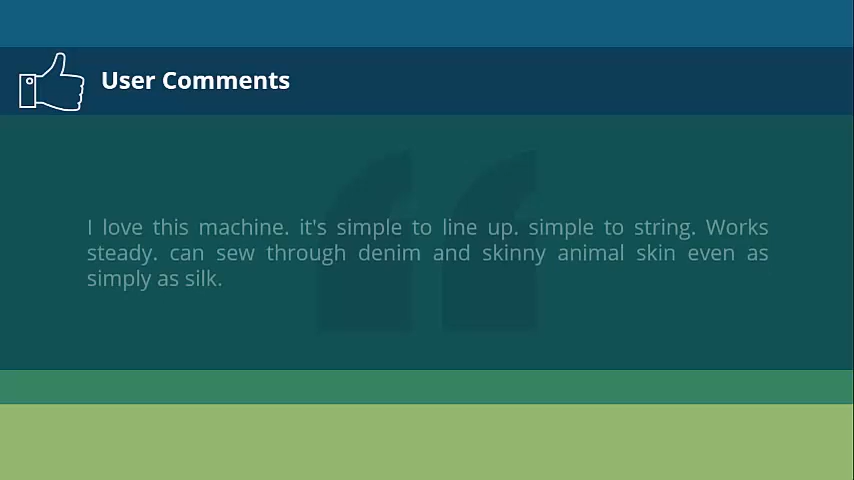 User Comments
I love this machine. it's simple to line up. simple to string. Works
steady. can sew through denim and skinny animal skin even as
simply as silk.